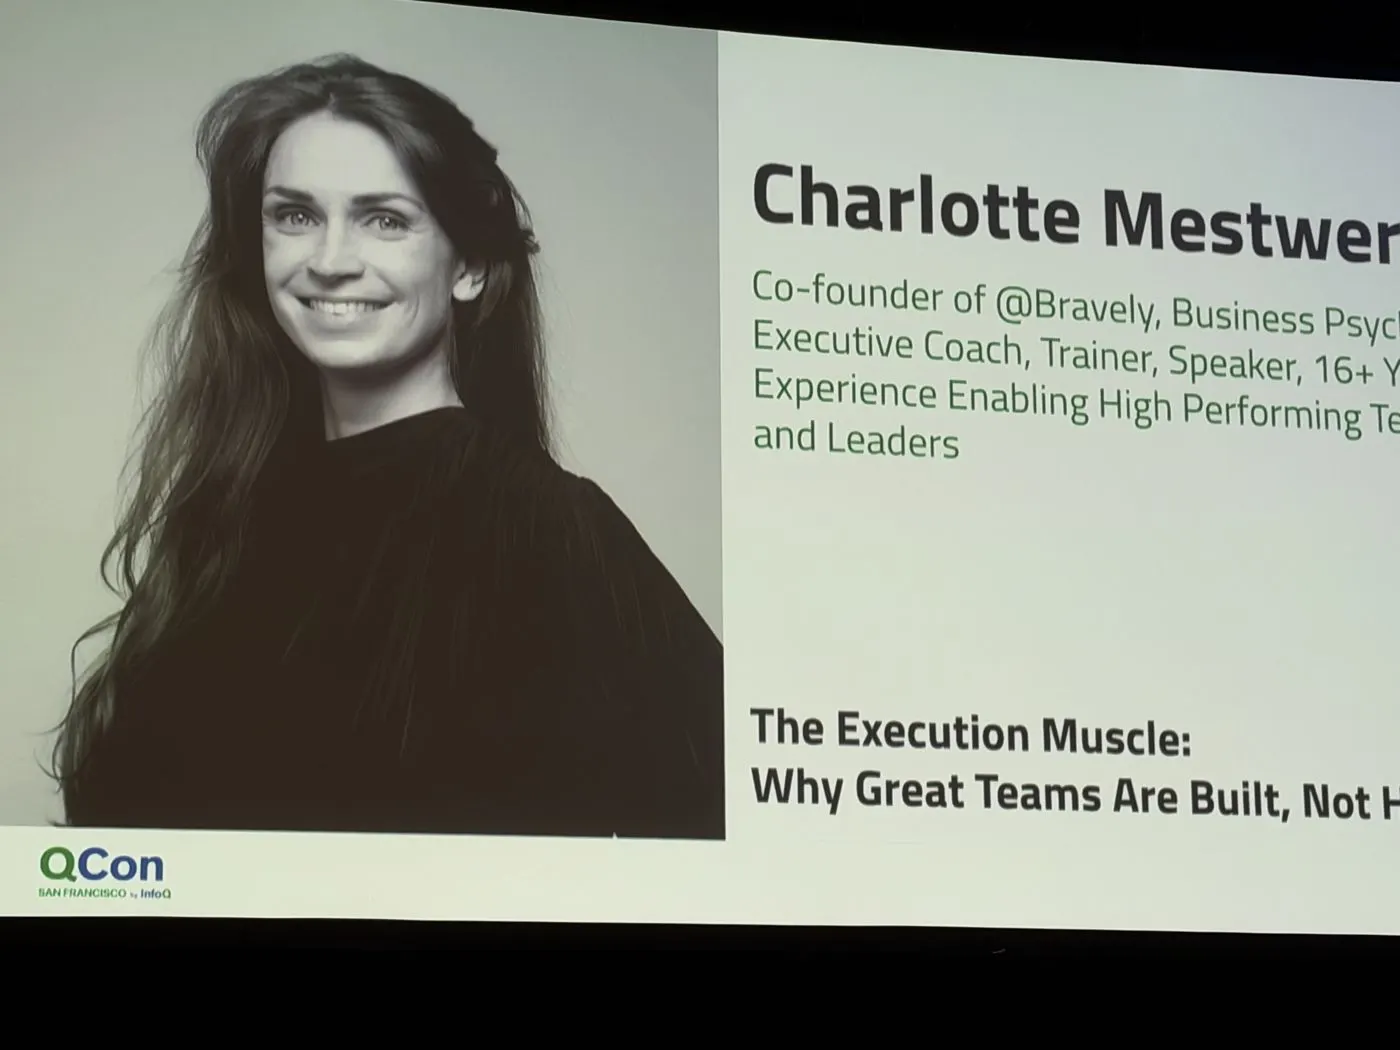 Charlotte Mestwer
Co-founder of @Bravely, Business Psyc
Executive Coach, Trainer, Speaker, 16+ Y
Experience Enabling High Performing Te
and Leaders
The Execution Muscle:
Why Great Teams Are Built, Not H
QCon
SAN FRANCISCO by InfoQ